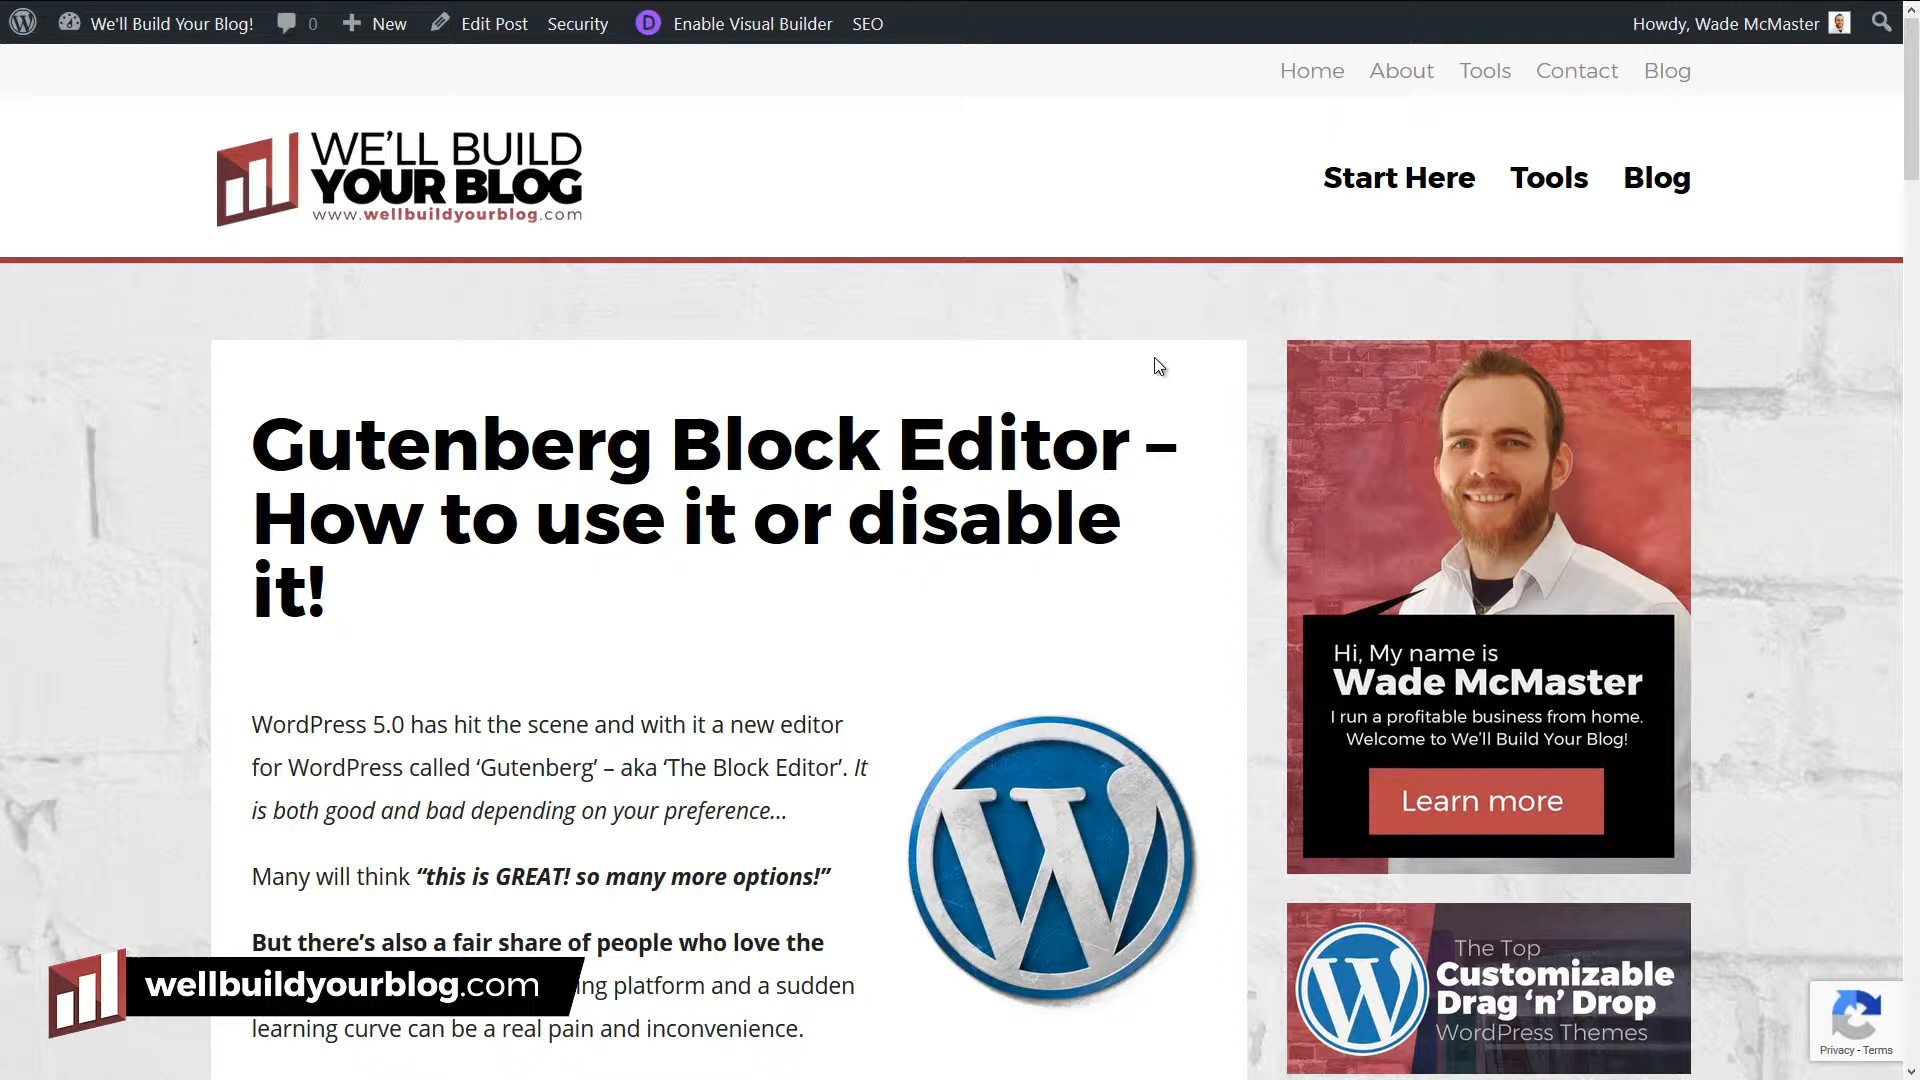 We'll Build Your Blog! 0 New Edit Post Security D Enable Visual Builder SEO Howdy, Wade McMaster
Home About Tools Contact Blog
WE'LL BUILD
YOUR BLOG
www.wellbuildyourblog.com
Start Here Tools Blog
Gutenberg Block Editor –
How to use it or disable
it!
WordPress 5.0 has hit the scene and with it a new editor
for WordPress called ‘Gutenberg’ – aka ‘The Block Editor’. It
is both good and bad depending on your preference…
Many will think “this is GREAT! so many more options!”
But there’s also a fair share of people who love the
ing platform and a sudden
learning curve can be a real pain and inconvenience.
wellbuildyourblog.com
Hi, My name is
Wade McMaster
I run a profitable business from home.
Welcome to We'll Build Your Blog!
Learn more
The Top
Customizable
Drag ‘n’ Drop
WordPress Themes
Privacy - Terms